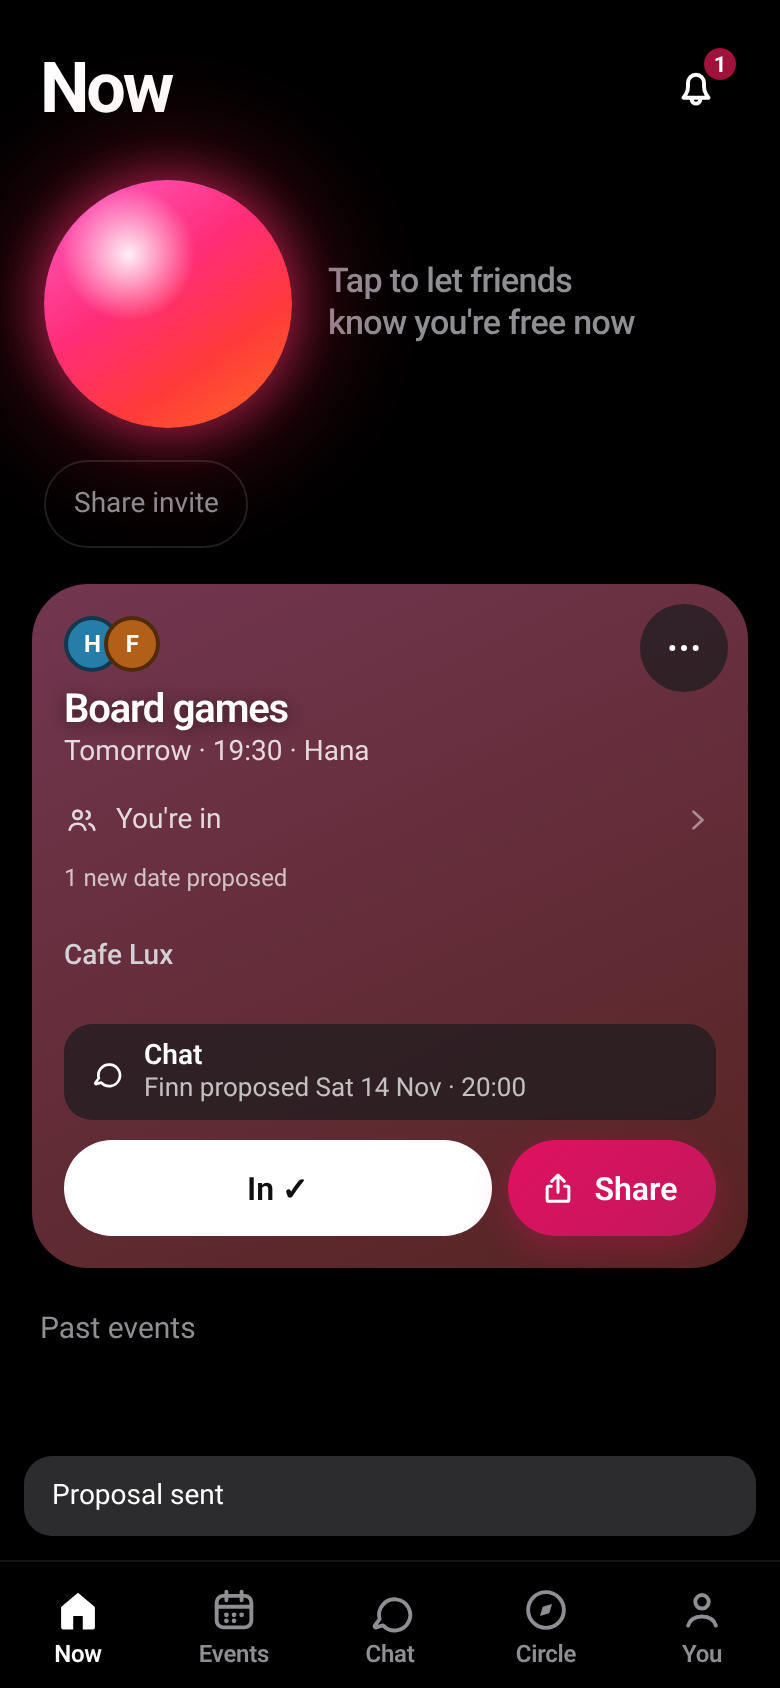 Now
1
Tap to let friends
know you're free now
Share invite
H F
Board games
Tomorrow · 19:30 · Hana
You're in
1 new date proposed
Cafe Lux
Chat
Finn proposed Sat 14 Nov · 20:00
In ✓
Share
Past events
Proposal sent
Now Events Chat Circle You